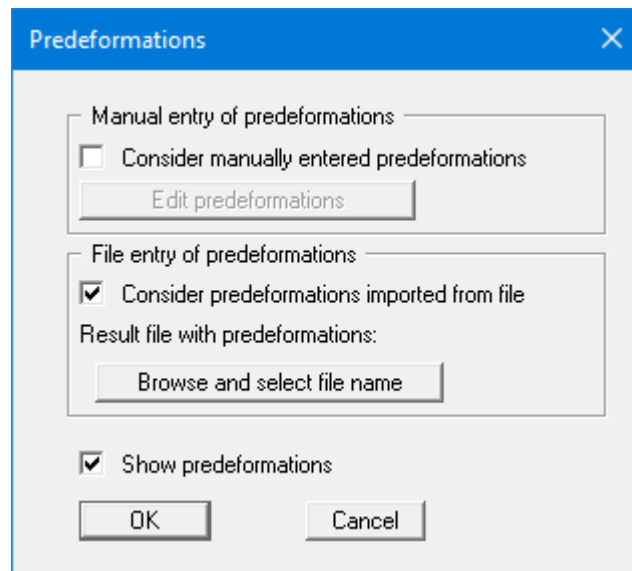 Predeformations
Manual entry of predeformations
Consider manually entered predeformations
Edit predeformations
File entry of predeformations
Consider predeformations imported from file
Result file with predeformations:
Browse and select file name
Show predeformations
OK Cancel